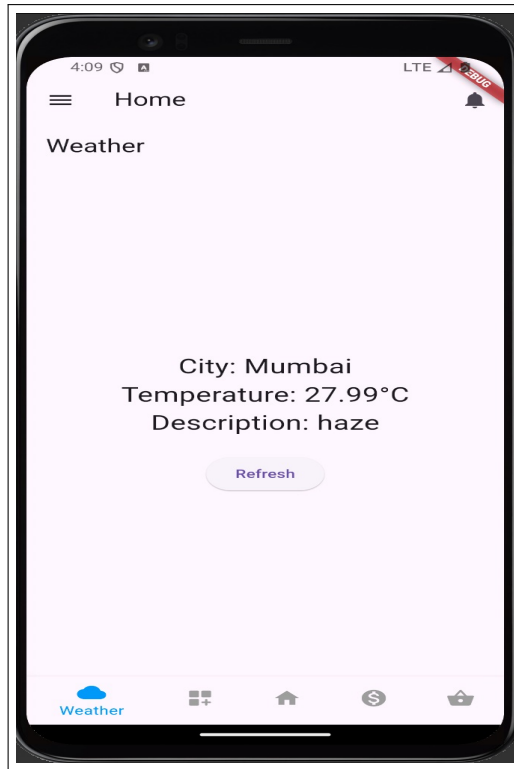 4:09 LTE
DEBUG
Home
Weather
City: Mumbai
Temperature: 27.99°C
Description: haze
Refresh
Weather